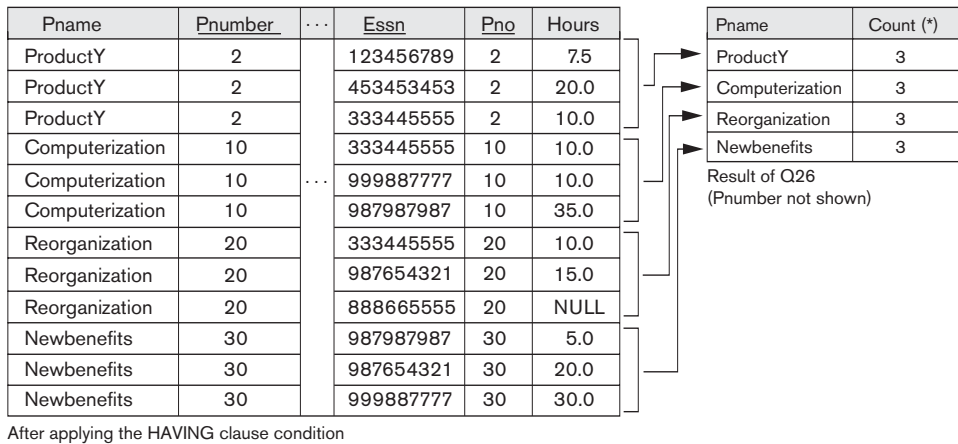 Pname Pnumber ... Essn Pno Hours
ProductY 2 123456789 2 7.5
ProductY 2 453453453 2 20.0
ProductY 2 333445555 2 10.0
Computerization 10 333445555 10 10.0
Computerization 10 ... 999887777 10 10.0
Computerization 10 987987987 10 35.0
Reorganization 20 333445555 20 10.0
Reorganization 20 987654321 20 15.0
Reorganization 20 888665555 20 NULL
Newbenefits 30 987987987 30 5.0
Newbenefits 30 987654321 30 20.0
Newbenefits 30 999887777 30 30.0
After applying the HAVING clause condition
Pname Count (*)
ProductY 3
Computerization 3
Reorganization 3
Newbenefits 3
Result of Q26
(Pnumber not shown)